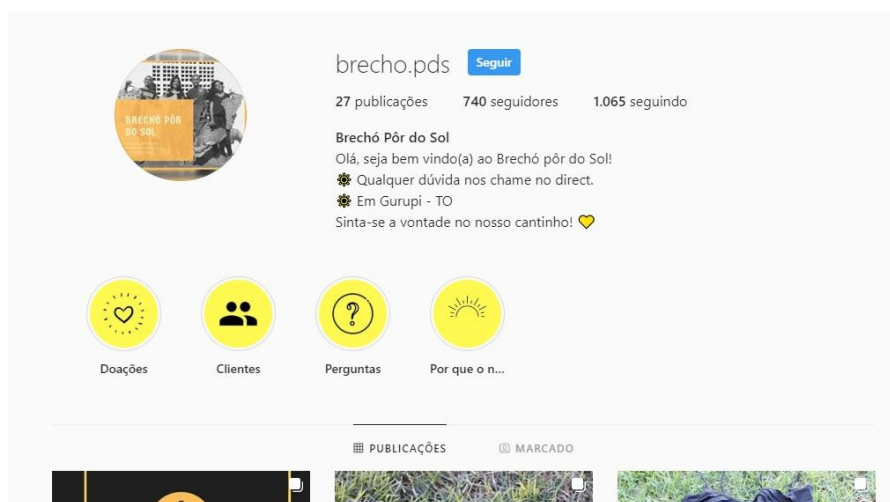 BRECHÓ PÔR
DO SOL
brecho.pds Seguir
27 publicações 740 seguidores 1.065 seguindo
Brechó Pôr do Sol
Olá, seja bem vindo(a) ao Brechó pôr do Sol!
Qualquer dúvida nos chame no direct.
Em Gurupi - TO
Sinta-se a vontade no nosso cantinho!
?
Doações Clientes Perguntas Por que o n...
PUBLICAÇÕES MARCADO